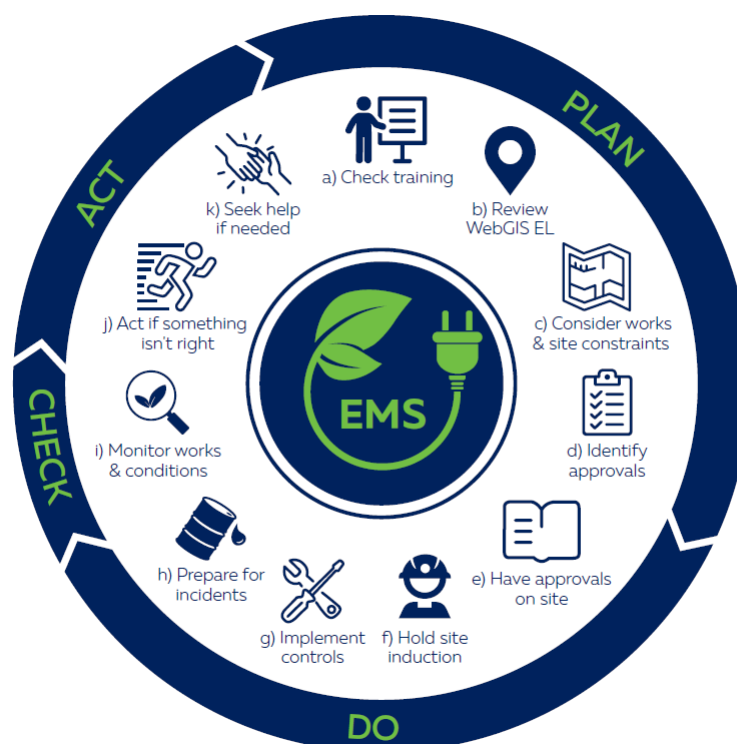 PLAN
a) Check training
b) Review
WebGIS EL
c) Consider works
& site constraints
d) Identify
approvals
DO
e) Have approvals
on site
f) Hold site
induction
g) Implement
controls
h) Prepare for
incidents
CHECK
i) Monitor works
& conditions
ACT
j) Act if something
isn't right
k) Seek help
if needed
EMS